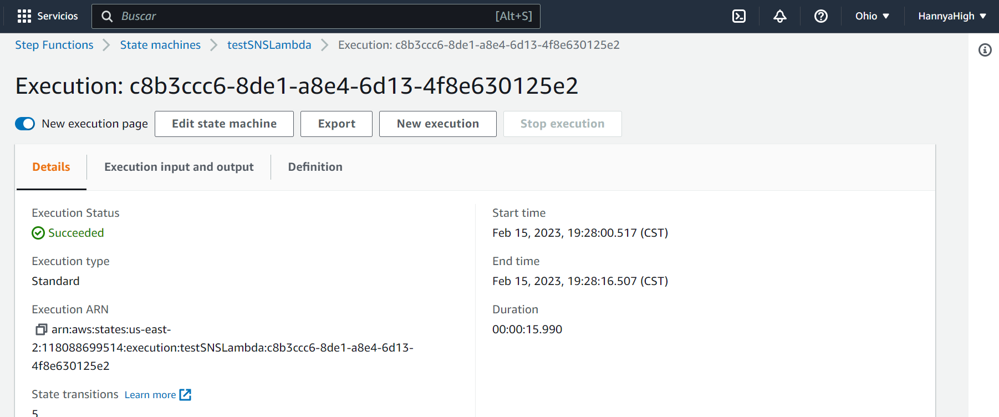 Servicios
Buscar
[Alt+S]
Ohio
HannyaHigh
Step Functions
State machines
testSNSLambda
Execution: c8b3ccc6-8de1-a8e4-6d13-4f8e630125e2
Execution: c8b3ccc6-8de1-a8e4-6d13-4f8e630125e2
New execution page
Edit state machine
Export
New execution
Stop execution
Details
Execution input and output
Definition
Execution Status
Succeeded
Execution type
Standard
Execution ARN
arn:aws:states:us-east-
2:118088699514:execution:testSNSLambda:c8b3ccc6-8de1-a8e4-6d13-
4f8e630125e2
State transitions Learn more
5
Start time
Feb 15, 2023, 19:28:00.517 (CST)
End time
Feb 15, 2023, 19:28:16.507 (CST)
Duration
00:00:15.990